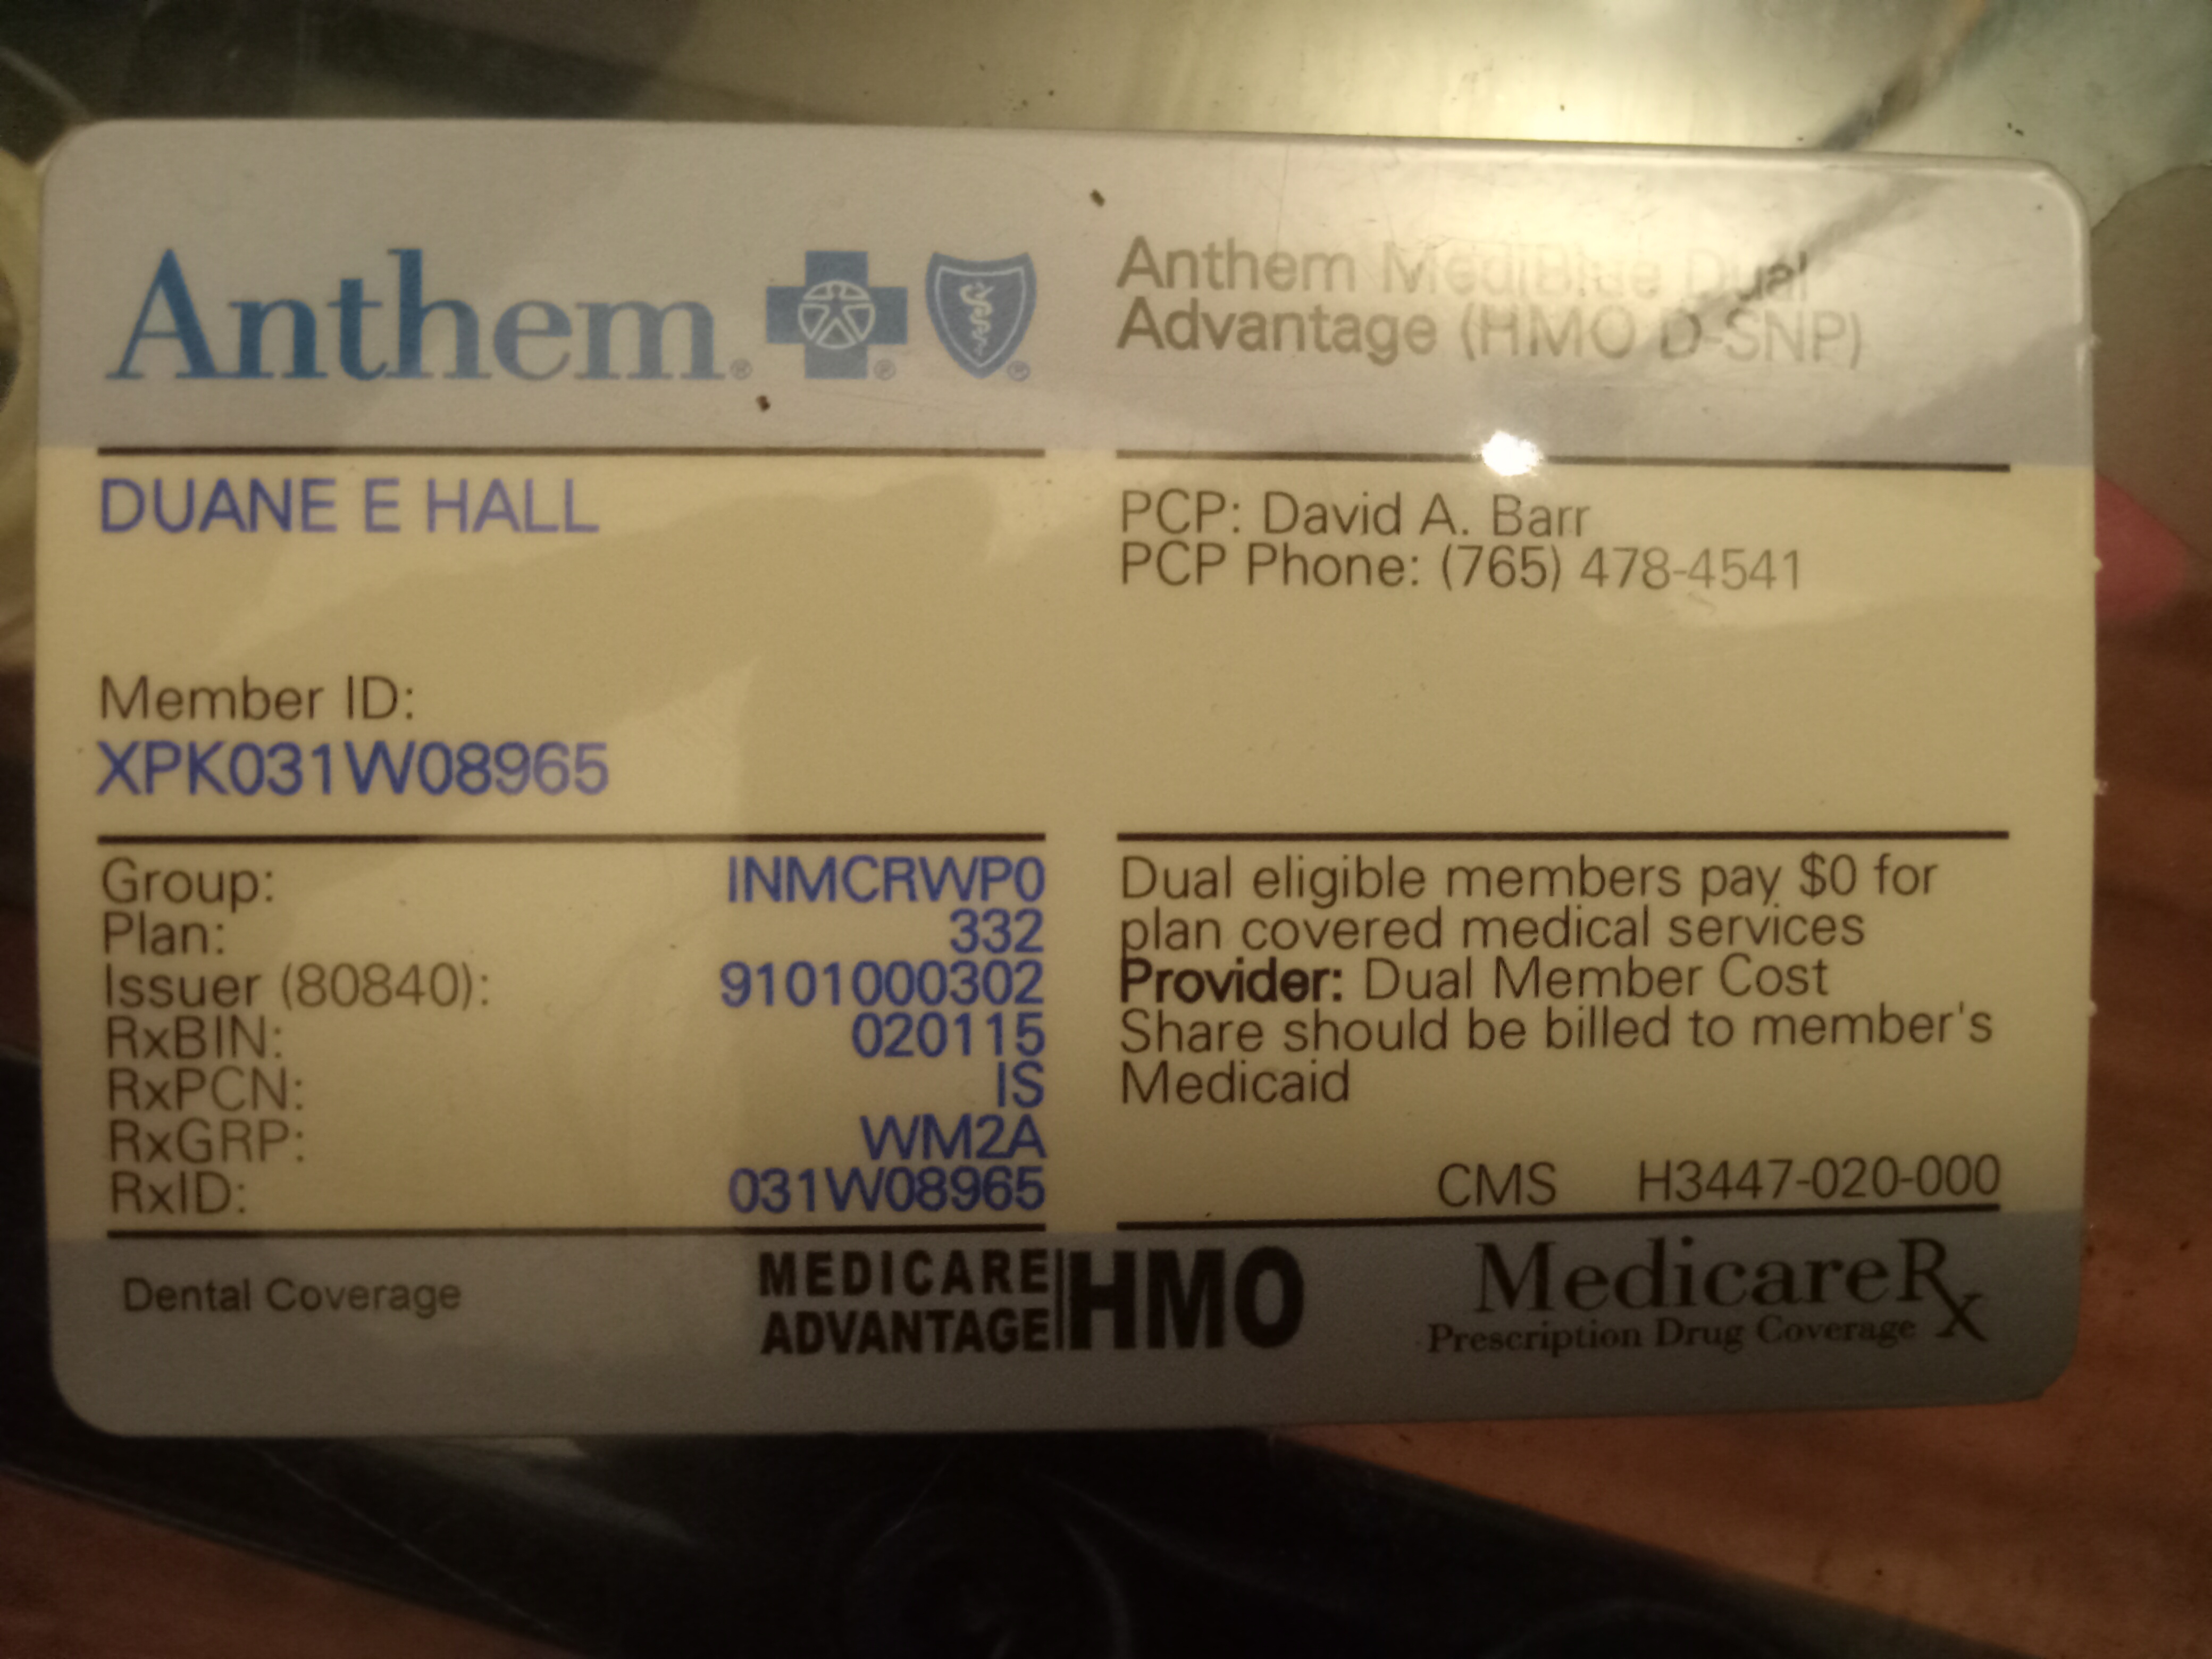 Anthem
Anthem MediBlue Dual
Advantage (HMO D-SNP)
DUANE E HALL
PCP: David A. Barr
PCP Phone: (765) 478-4541
Member ID:
XPK031W08965
Group: INMCRWP0
Plan: 332
Issuer (80840): 9101000302
RxBIN: 020115
RxPCN: IS
RxGRP: WM2A
RxID: 031W08965
Dual eligible members pay $0 for
plan covered medical services
Provider: Dual Member Cost
Share should be billed to member's
Medicaid
CMS H3447-020-000
Dental Coverage
MEDICARE
ADVANTAGE
HMO
MedicareRx
Prescription Drug Coverage